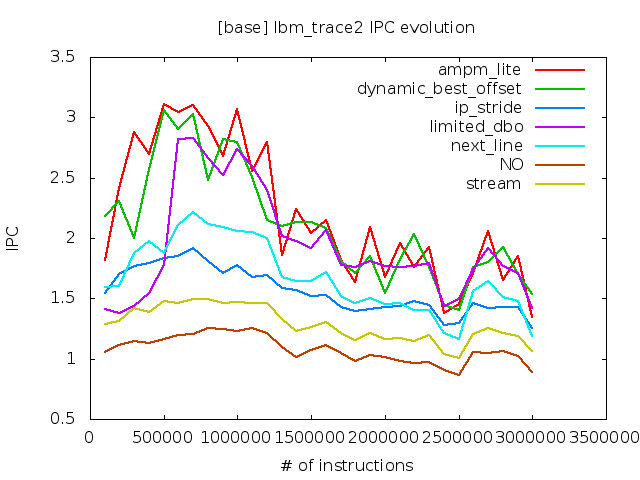 [base] lbm_trace2 IPC evolution
3.5
ampm_lite
dynamic_best_offset
ip_stride
limited_dbo
next_line
NO
stream
3
2.5
2
1.5
1
0.5
IPC
0 500000 1000000 1500000 2000000 2500000 3000000 3500000
# of instructions